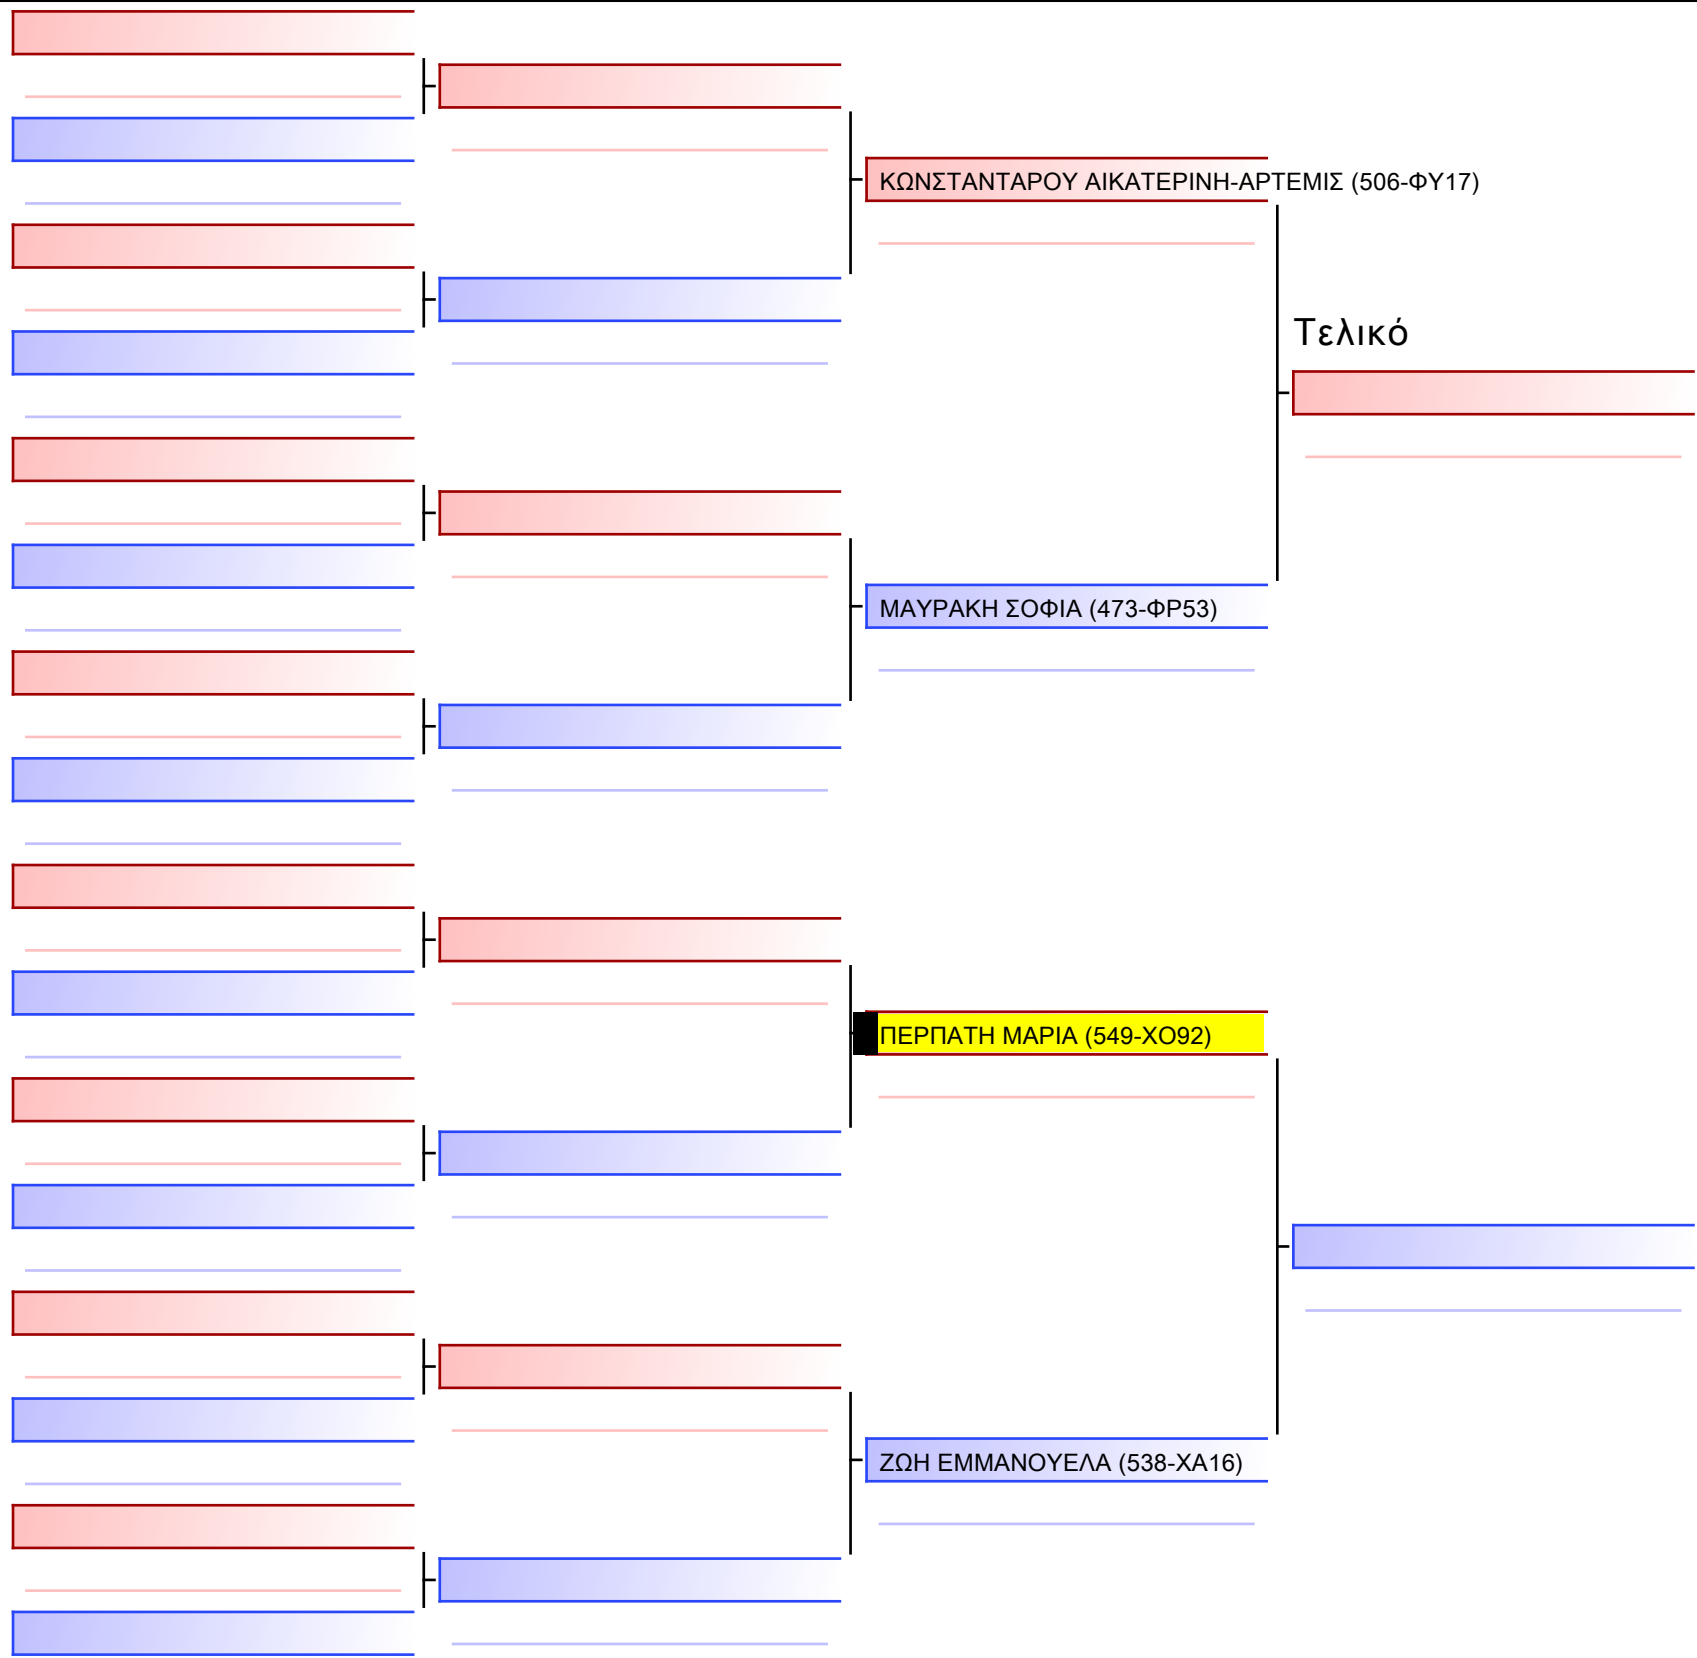 ΚΩΝΣΤΑΝΤΑΡΟΥ ΑΙΚΑΤΕΡΙΝΗ-ΑΡΤΕΜΙΣ (506-ΦΥ17)
Τελικό
ΜΑΥΡΑΚΗ ΣΟΦΙΑ (473-ΦΡ53)
ΠΕΡΠΑΤΗ ΜΑΡΙΑ (549-ΧΟ92)
ΖΩΗ ΕΜΜΑΝΟΥΕΛΑ (538-ΧΑ16)